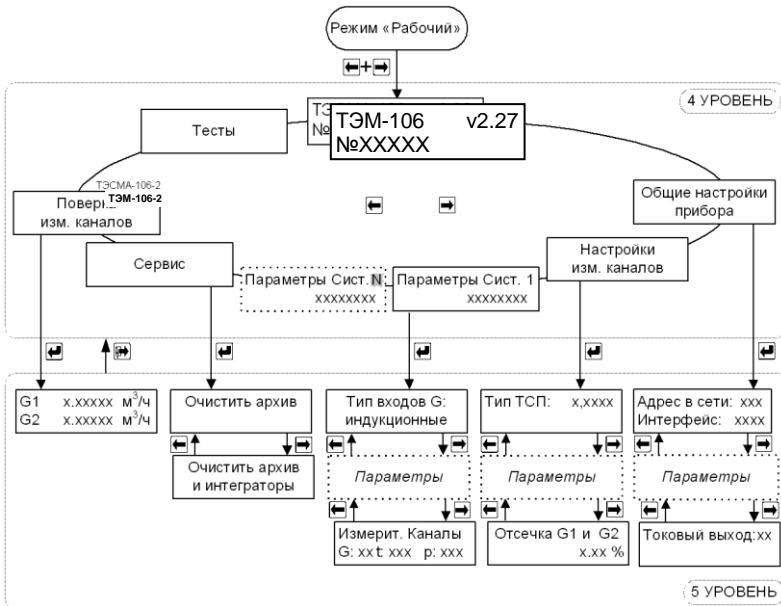 Режим «Рабочий»
+
4 УРОВЕНЬ
ТЭ
№
ТЭМ-106 v2.27
№XXXXX
Тесты
ТЭСМА-106-2
ТЭМ-106-2
изм. каналов
Общие настройки
прибора
Сервис
Настройки
изм. каналов
Параметры Сист. N
xxxxxxxx
Параметры Сист. 1
xxxxxxxx
G1 x.xxxxx м³/ч
G2 x.xxxxx м³/ч
Очистить архив
Тип входов G:
индукционные
Тип ТСП: x,xxxx
Адрес в сети: xxx
Интерфейс: xxxx
Очистить архив
и интеграторы
Параметры
Параметры
Параметры
Измерит. Каналы
G: xx t xxx p: xxx
Отсечка G1 и G2
x.xx %
Токовый выход:xx
5 УРОВЕНЬ